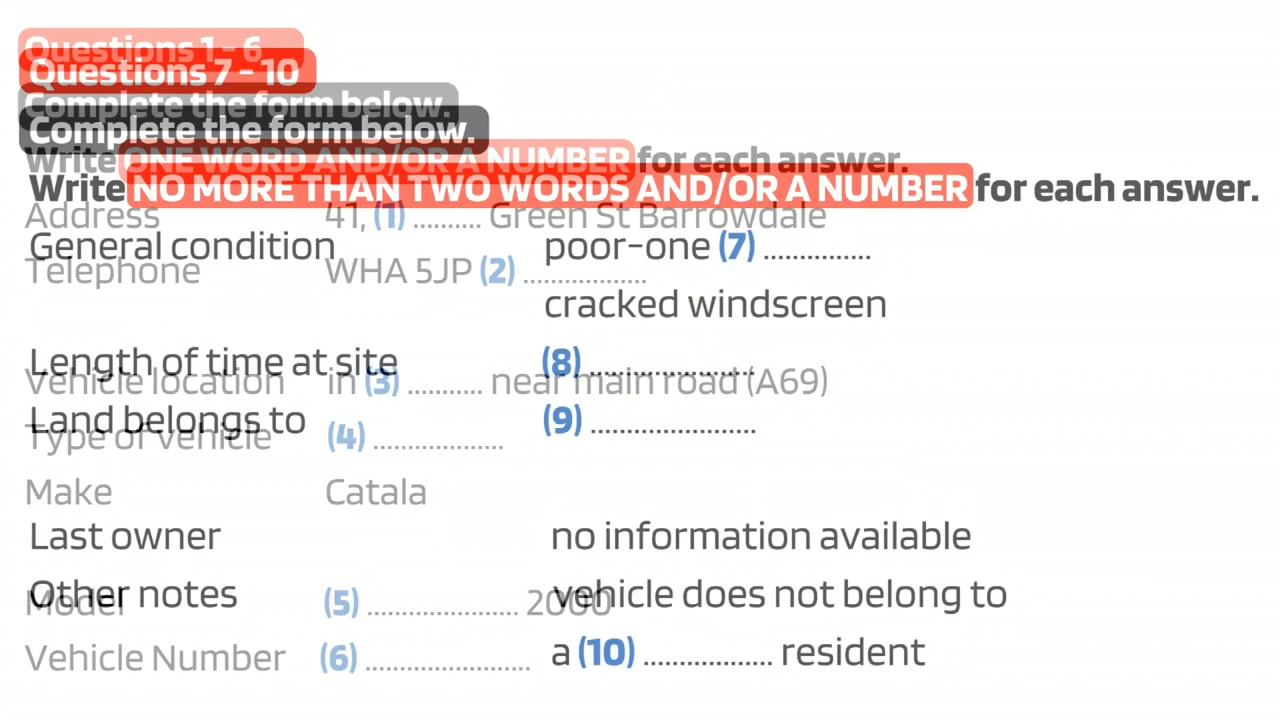 Questions 1 - 6
Questions 7 - 10
Complete the form below.
Complete the form below.
Write ONE WORD AND/OR A NUMBER for each answer.
Write NO MORE THAN TWO WORDS AND/OR A NUMBER for each answer.
Address 41, (1) .......... Green St Barrowdale
General condition poor-one (7) ................
Telephone WHA 5JP (2) ..................
cracked windscreen
Length of time at site (8) ........................
Vehicle location in (3) ........... near main road (A69)
Land belongs to (9) ........................
Type of vehicle (4) ...................
Make Catala
Last owner no information available
Other notes vehicle does not belong to
Model (5) ...................... 2000
a (10) ................... resident
Vehicle Number (6) ........................